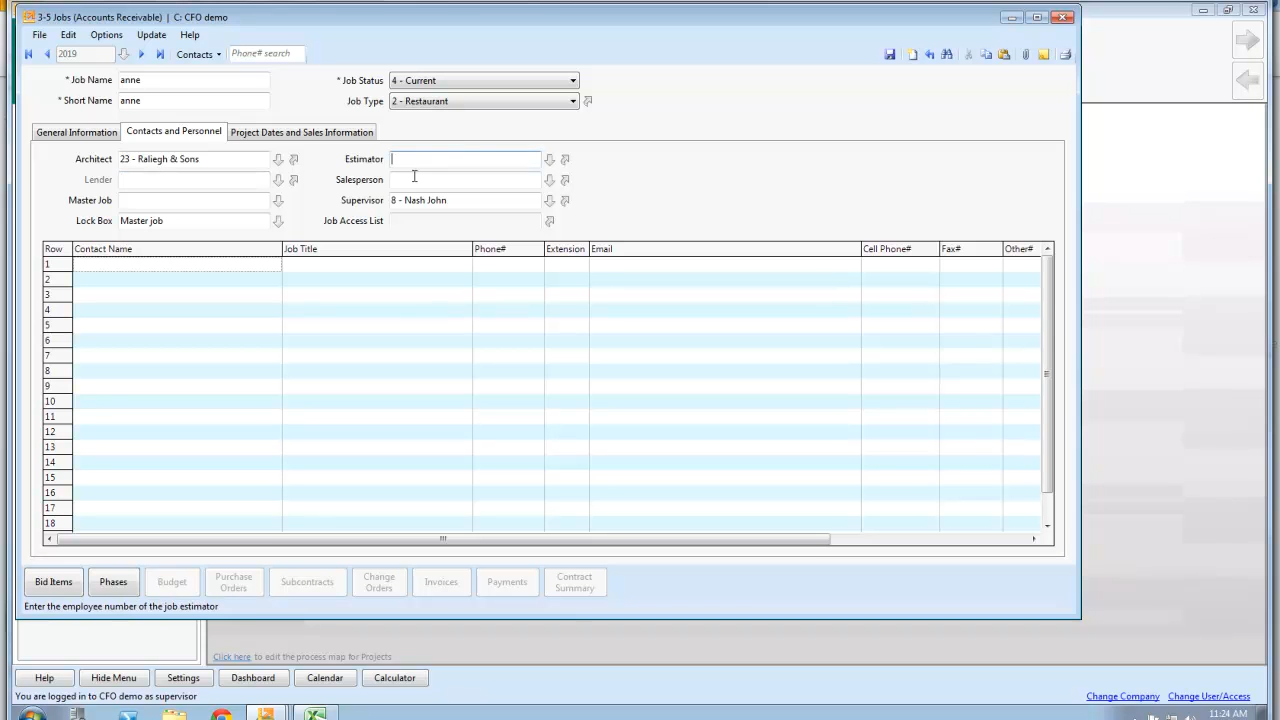 3-5 Jobs (Accounts Receivable) | C: CFO demo
File Edit Options Update Help
2019 Contacts Phone# search
* Job Name anne * Job Status 4 - Current
* Short Name anne Job Type 2 - Restaurant
General Information Contacts and Personnel Project Dates and Sales Information
Architect 23 - Raliegh & Sons Estimator
Lender Salesperson
Master Job Supervisor 8 - Nash John
Lock Box Master job Job Access List
Row Contact Name Job Title Phone# Extension Email Cell Phone# Fax# Other#
1
2
3
4
5
6
7
8
9
10
11
12
13
14
15
16
17
18
Bid Items Phases Budget Purchase Orders Subcontracts Change Orders Invoices Payments Contract Summary
Enter the employee number of the job estimator
Click here to edit the process map for Projects
Help Hide Menu Settings Dashboard Calendar Calculator
You are logged in to CFO demo as supervisor Change Company Change User/Access
11:24 AM